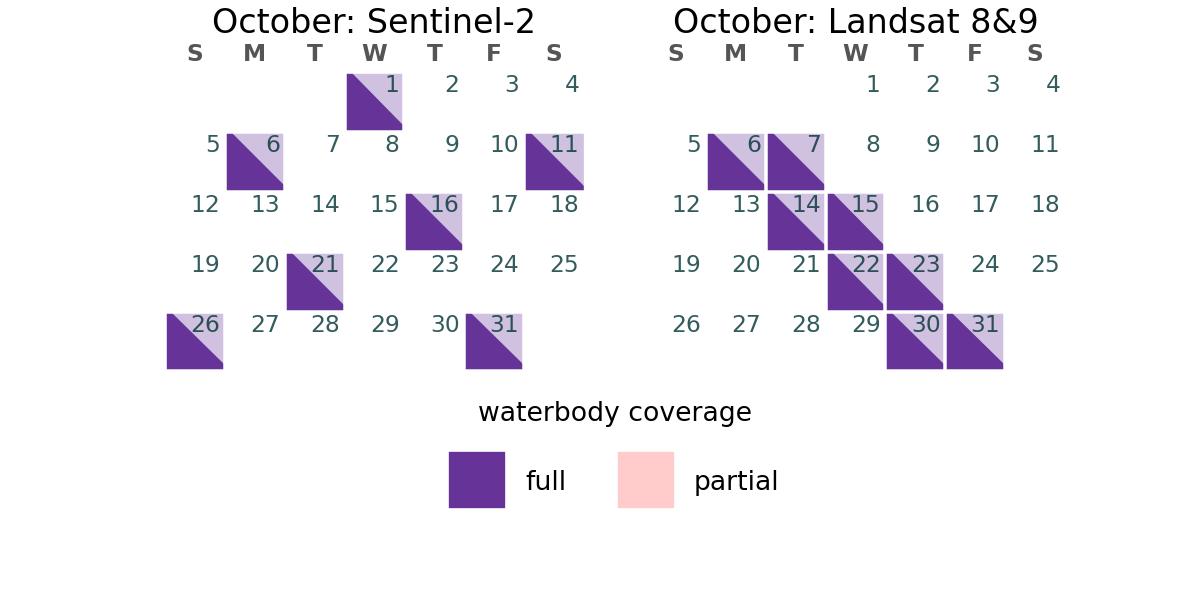 October: Sentinel-2
S M T W T F S
1 2 3 4
5 6 7 8 9 10 11
12 13 14 15 16 17 18
19 20 21 22 23 24 25
26 27 28 29 30 31
October: Landsat 8&9
S M T W T F S
1 2 3 4
5 6 7 8 9 10 11
12 13 14 15 16 17 18
19 20 21 22 23 24 25
26 27 28 29 30 31
waterbody coverage
full partial